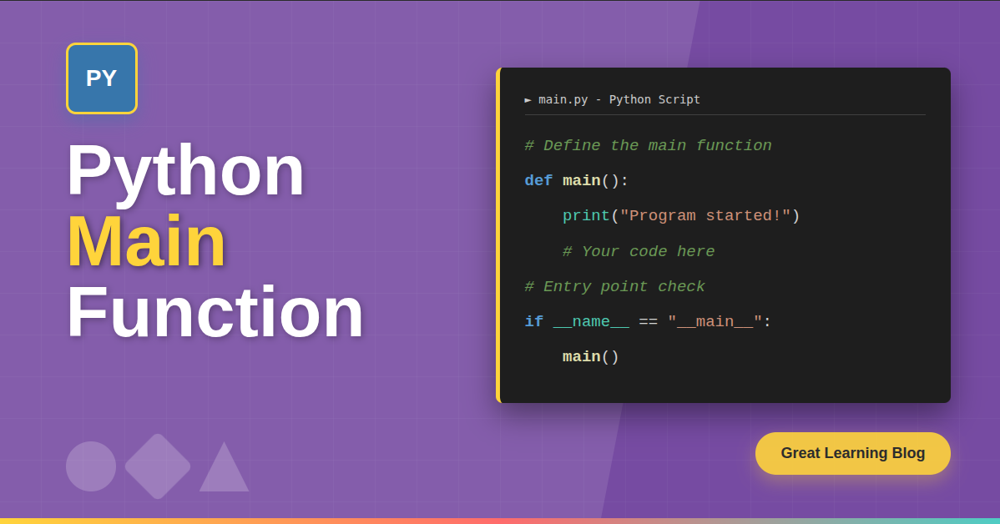 PY
Python
Main
Function
► main.py - Python Script
# Define the main function
def main():
    print("Program started!")
    # Your code here
# Entry point check
if __name__ == "__main__":
    main()
Great Learning Blog